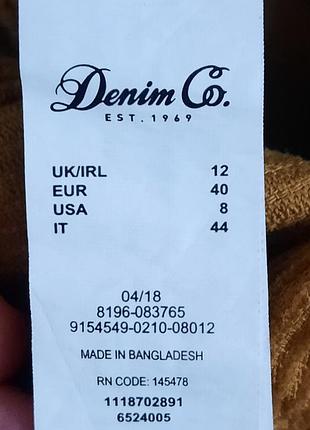 Denim Co.
EST. 1969
UK/IRL 12
EUR 40
USA 8
IT 44
04/18
8196-083765
9154549-0210-08012
MADE IN BANGLADESH
RN CODE: 145478
1118702891
6524005